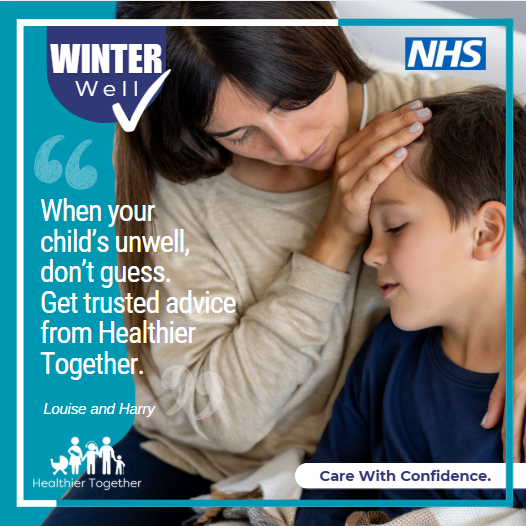 WINTER
Well
NHS
When your
child's unwell,
don't guess.
Get trusted advice
from Healthier
Together.
Louise and Harry
Healthier Together
Care With Confidence.